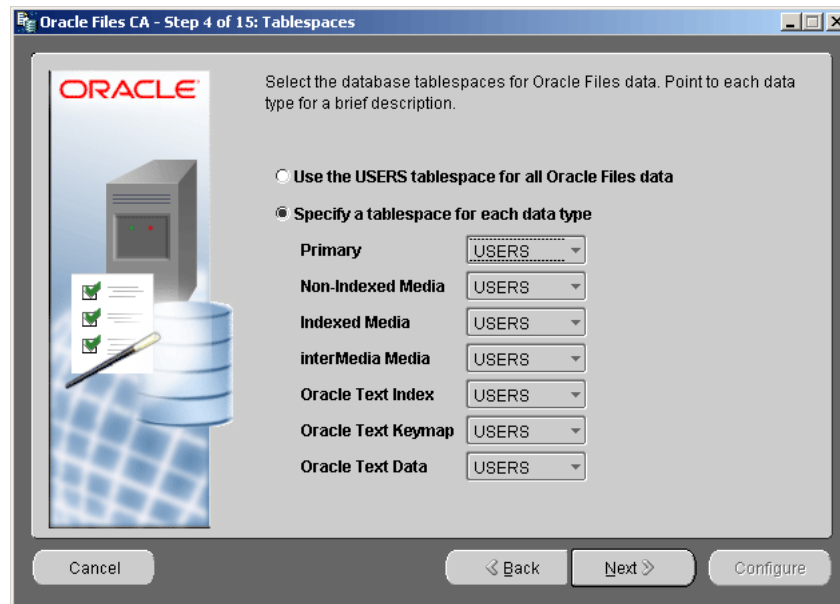 Oracle Files CA - Step 4 of 15: Tablespaces
ORACLE
Select the database tablespaces for Oracle Files data. Point to each data
type for a brief description.
Use the USERS tablespace for all Oracle Files data
Specify a tablespace for each data type
Primary USERS
Non-Indexed Media USERS
Indexed Media USERS
interMedia Media USERS
Oracle Text Index USERS
Oracle Text Keymap USERS
Oracle Text Data USERS
Cancel Back Next Configure